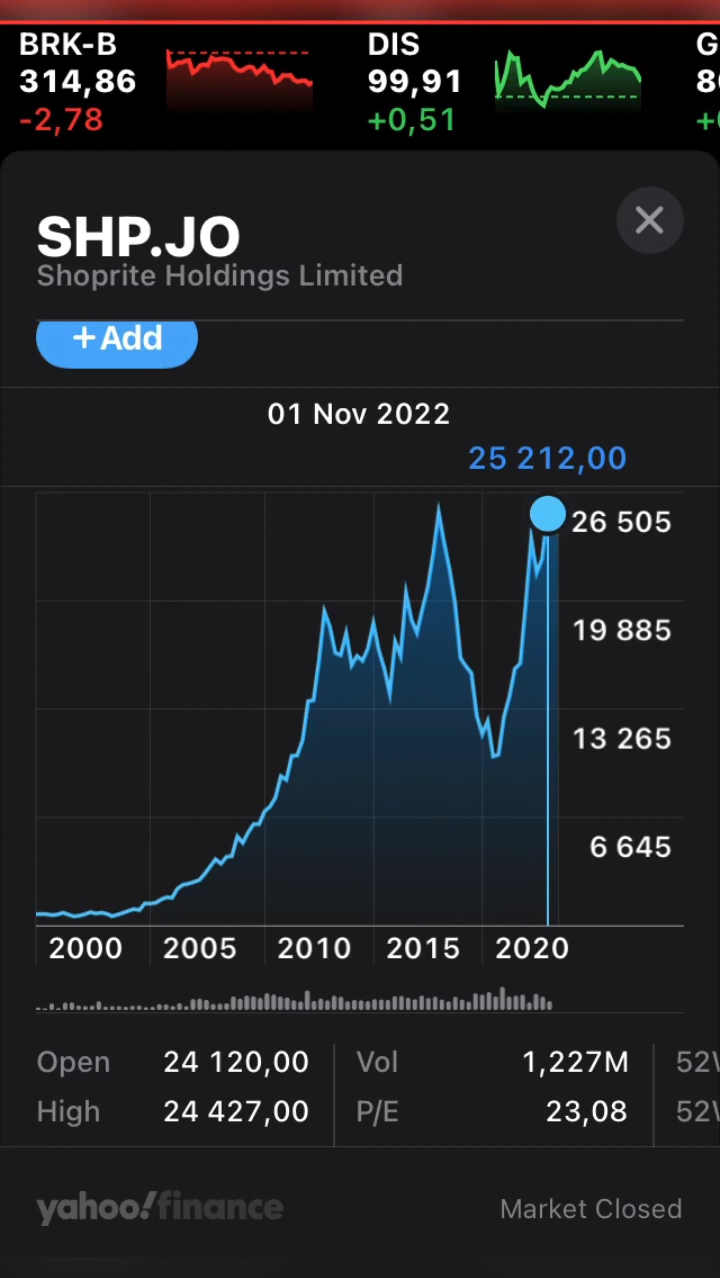 BRK-B
314,86
-2,78
DIS
99,91
+0,51
SHP.JO
Shoprite Holdings Limited
+ Add
01 Nov 2022
25 212,00
26 505
19 885
13 265
6 645
2000 2005 2010 2015 2020
Open 24 120,00 Vol 1,227M
High 24 427,00 P/E 23,08
yahoo!finance Market Closed